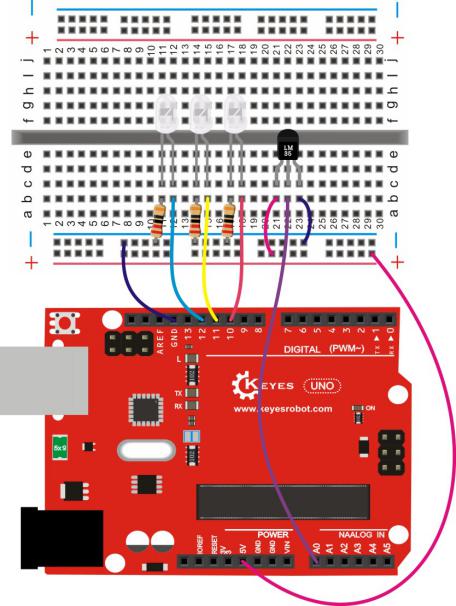 1 2 3 4 5 6 7 8 9 10 11 12 13 14 15 16 17 18 19 20 21 22 23 24 25 26 27 28 29 30
j
i
h
g
f
LM
35
e
d
c
b
a
1 2 3 4 5 6 7 8 9 10 11 12 13 14 15 16 17 18 19 20 21 22 23 24 25 26 27 28 29 30
AREF GND 13 12 11 10 9 8 7 6 5 4 3 2 TX ▶ 1 RX ▶ 0
DIGITAL (PWM~)
L
102
KEYES UNO
TX
RX
www.keyesrobot.com
ON
102
POWER NAALOG IN
IOREF RESET 3V 3 5V GND GND VIN A0 A1 A2 A3 A4 A5